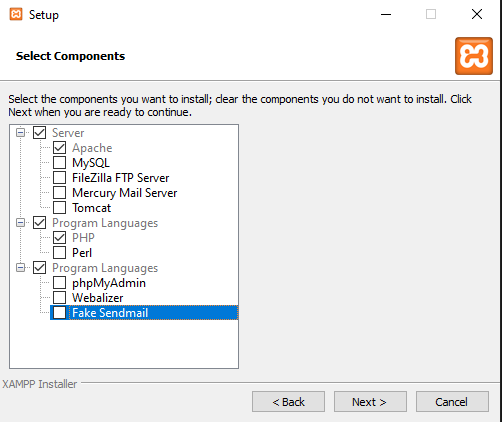 Setup
Select Components
Select the components you want to install; clear the components you do not want to install. Click
Next when you are ready to continue.
Server
Apache
MySQL
FileZilla FTP Server
Mercury Mail Server
Tomcat
Program Languages
PHP
Perl
Program Languages
phpMyAdmin
Webalizer
Fake Sendmail
XAMPP Installer
< Back
Next >
Cancel